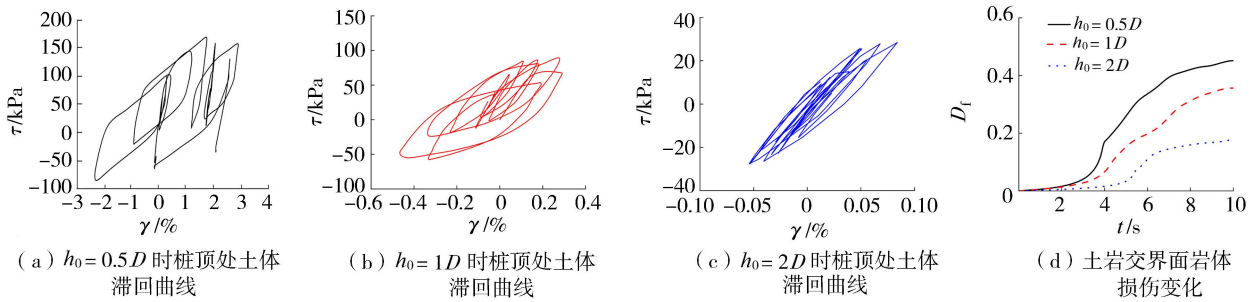 200
150
100
50
0
−50
−100
−3 −2 −1 0 1 2 3 4
τ/kPa
γ/%
(a) h₀=0.5D 时桩顶处土体
滞回曲线
150
100
50
0
−50
−100
−0.6 −0.4 −0.2 0 0.2 0.4
τ/kPa
γ/%
(b) h₀=1D 时桩顶处土体
滞回曲线
40
20
0
−20
−40
−0.10 −0.05 0 0.05 0.10
τ/kPa
γ/%
(c) h₀=2D 时桩顶处土体
滞回曲线
0.6
0.4
0.2
0
2 4 6 8 10
D_f
t/s
h₀=0.5D
h₀=1D
h₀=2D
(d) 土岩交界面岩体
损伤变化